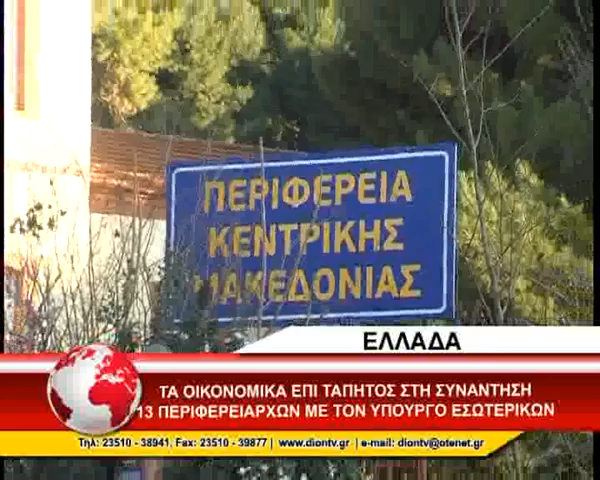 ΠΕΡΙΦΕΡΕΙΑ
ΚΕΝΤΡΙΚΗΣ
ΜΑΚΕΔΟΝΙΑΣ
ΕΛΛΑΔΑ
ΤΑ ΟΙΚΟΝΟΜΙΚΑ ΕΠΙ ΤΑΠΗΤΟΣ ΣΤΗ ΣΥΝΑΝΤΗΣΗ
13 ΠΕΡΙΦΕΡΕΙΑΡΧΩΝ ΜΕ ΤΟΝ ΥΠΟΥΡΓΟ ΕΣΩΤΕΡΙΚΩΝ
Τηλ: 23510 - 38941, Fax: 23510 - 39877 | www.diontv.gr | e-mail: diontv@otenet.gr